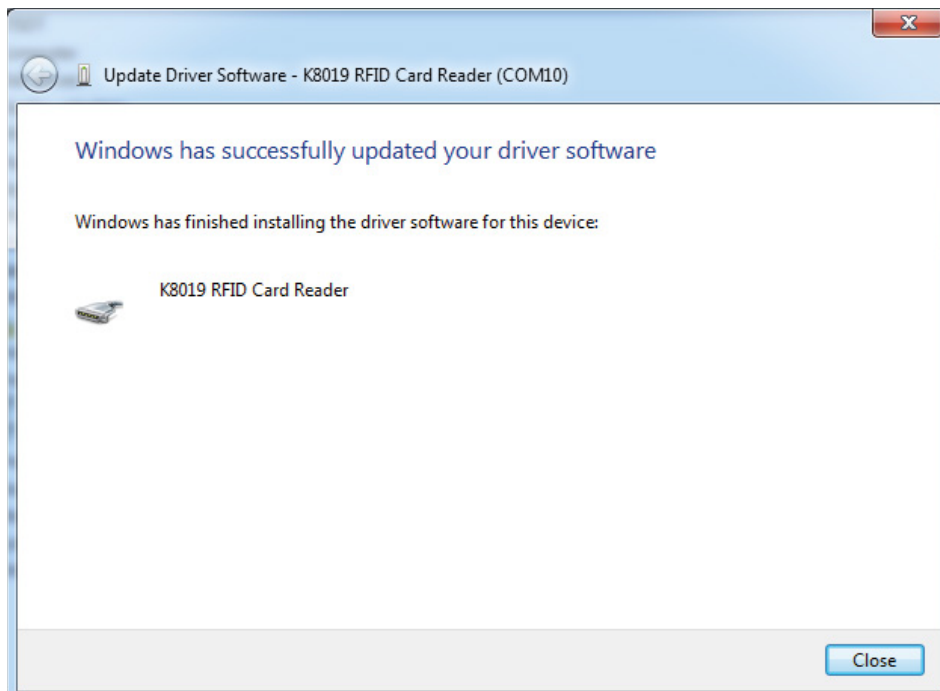 Update Driver Software - K8019 RFID Card Reader (COM10)
Windows has successfully updated your driver software
Windows has finished installing the driver software for this device:
K8019 RFID Card Reader
Close